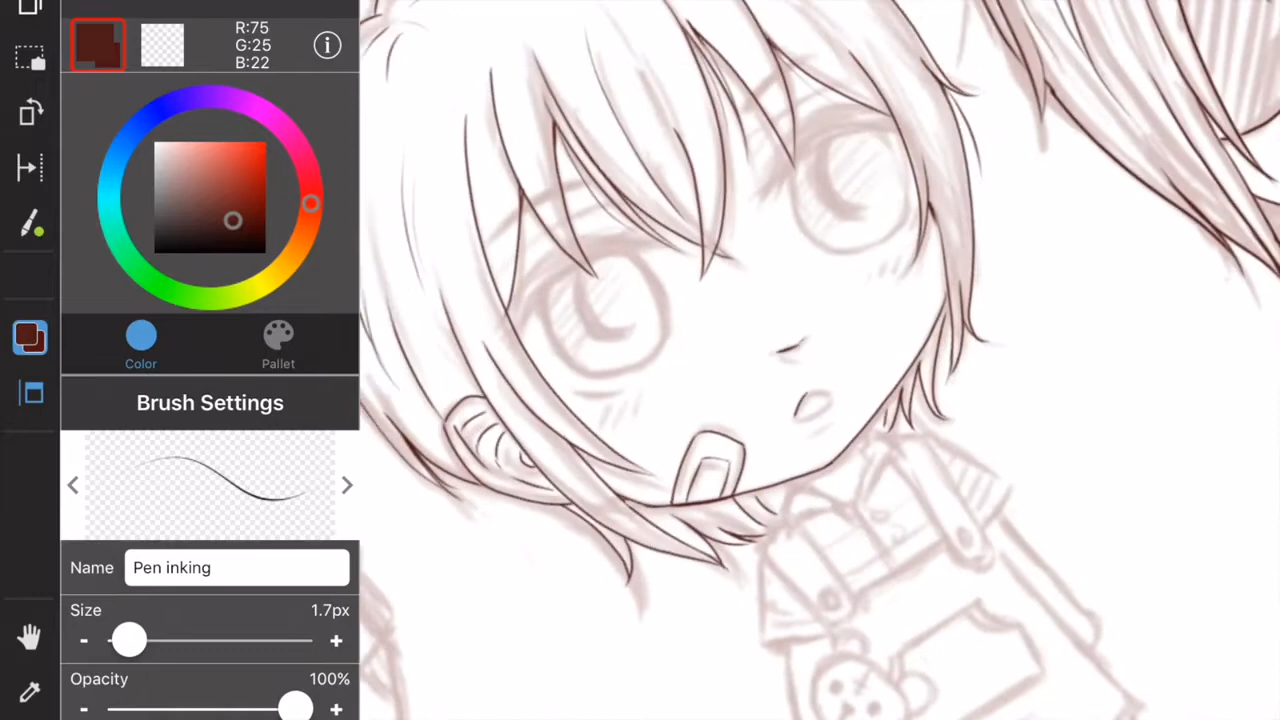 R:75
G:25
B:22
Color
Pallet
Brush Settings
Name Pen inking
Size 1.7px
- +
Opacity 100%
- +